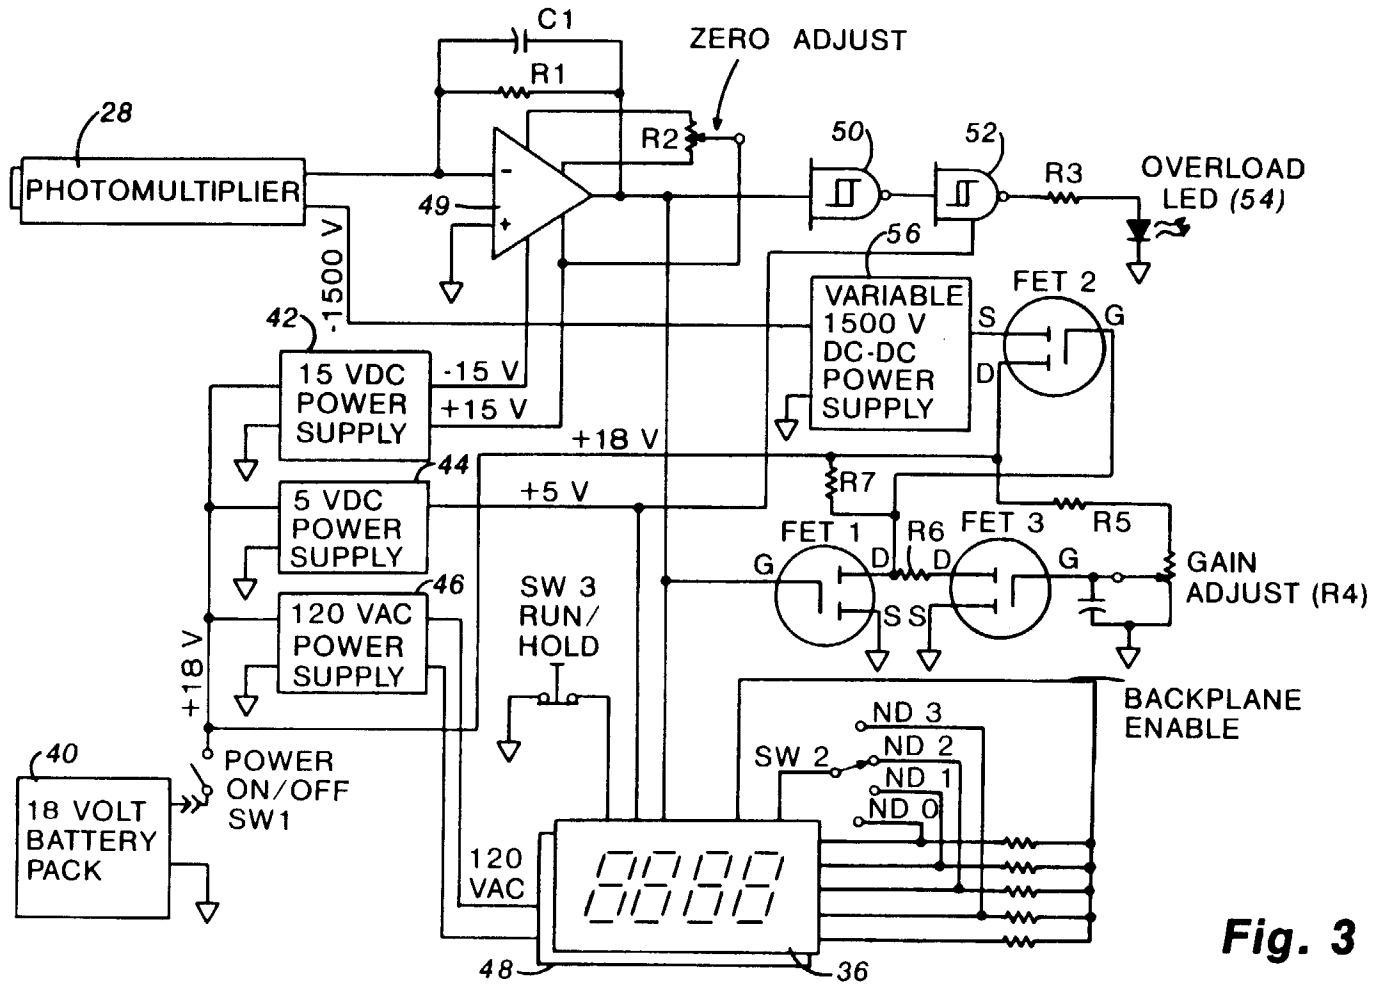 C1
ZERO ADJUST
R1
28
R2
50
52
PHOTOMULTIPLIER
-
49
+
R3
OVERLOAD
LED (54)
-1500 V
56
FET 2
VARIABLE
1500 V
DC-DC
POWER
SUPPLY
S
G
D
42
15 VDC
POWER
SUPPLY
-15 V
+15 V
+18 V
44
5 VDC
POWER
SUPPLY
+5 V
R7
FET 1
R6
FET 3
R5
G
D
D
G
S
S
GAIN
ADJUST (R4)
46
120 VAC
POWER
SUPPLY
SW 3
RUN/
HOLD
+18 V
BACKPLANE
ENABLE
ND 3
SW 2
ND 2
ND 1
ND 0
40
POWER
ON/OFF
SW1
18 VOLT
BATTERY
PACK
120
VAC
8888
48
36
Fig. 3